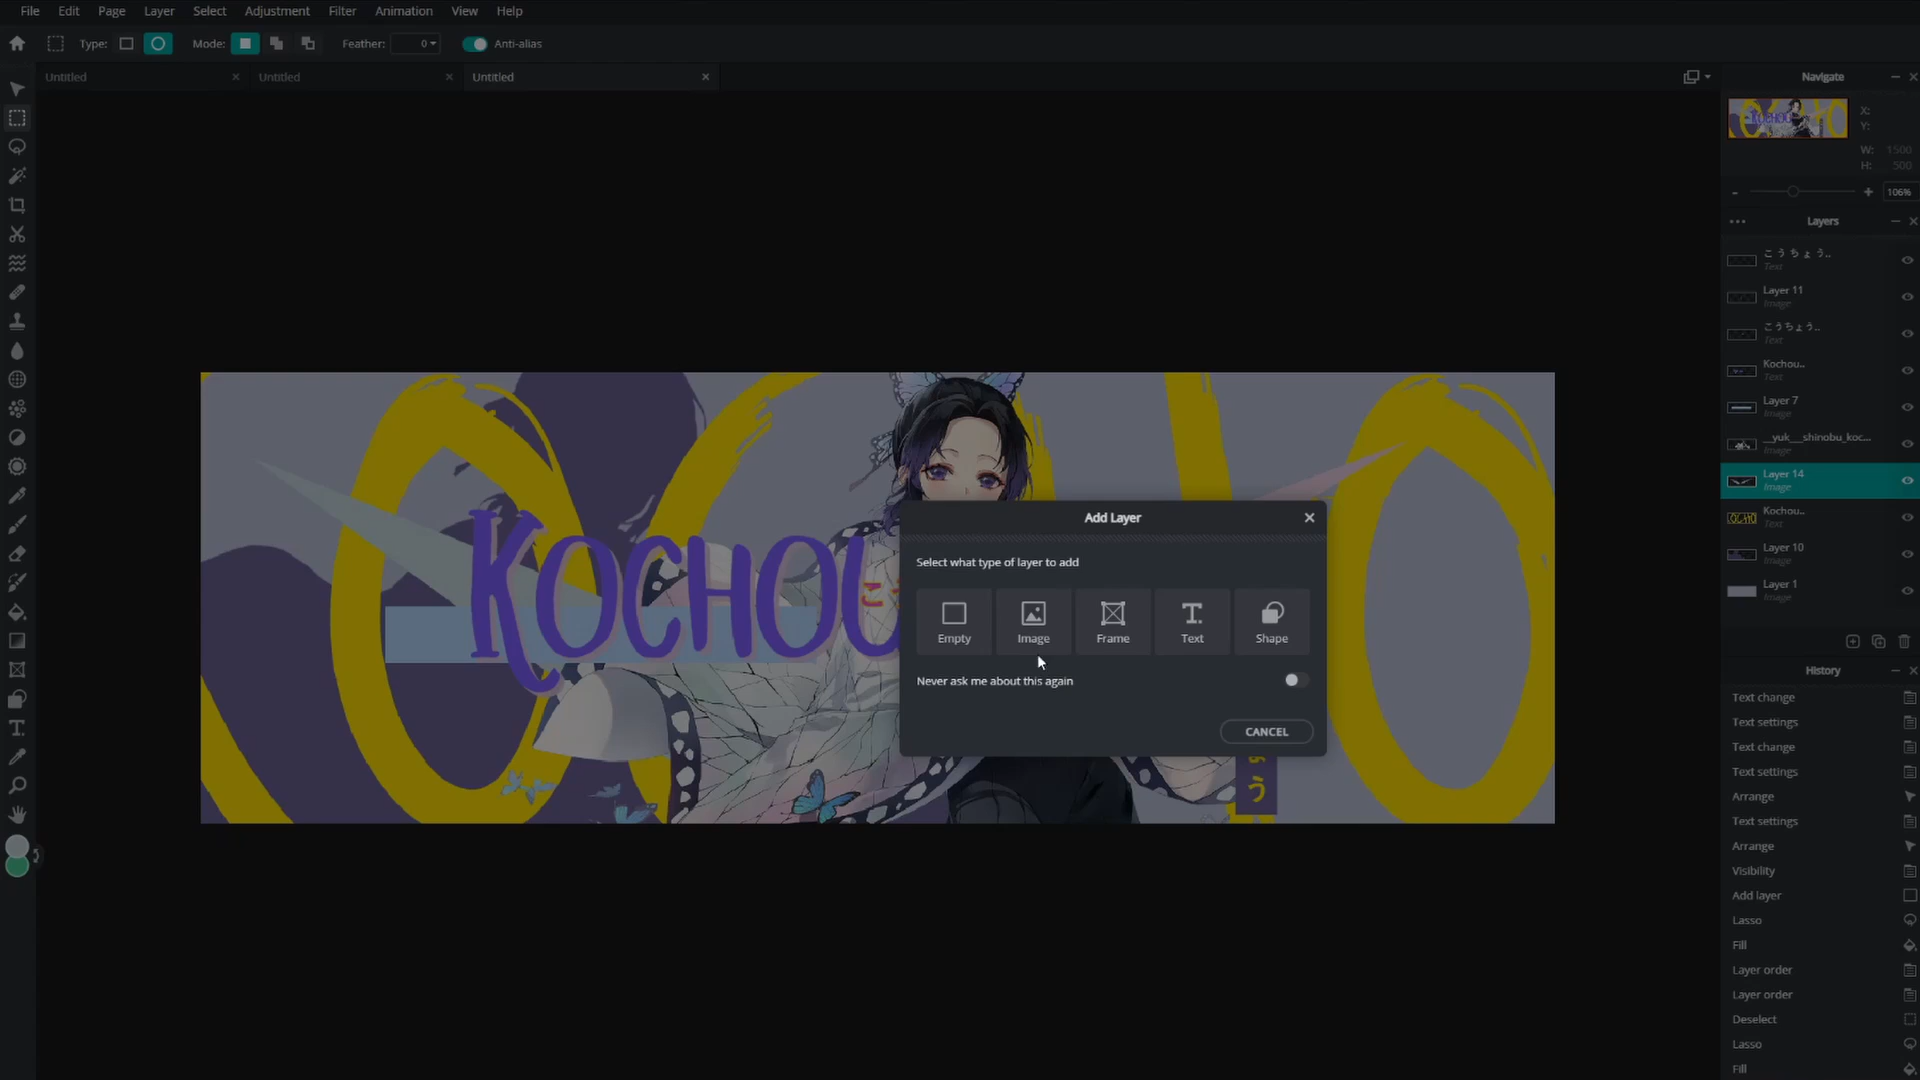 File Edit Page Layer Select Adjustment Filter Animation View Help
Type: Mode: Feather: 0 Anti-alias
Untitled Untitled Untitled
Navigate
X:
Y:
W: 1500
H: 500
106%
Layers
こ う ち ょ う..
Text
Layer 11
Image
こうちょう..
Text
Kochou..
Text
Layer 7
Image
__yuk___shinobu_koc...
Image
Layer 14
Image
Kochou..
Text
Layer 10
Image
Layer 1
Image
KOCHOU
こ
ょ
う
Add Layer
Select what type of layer to add
Empty Image Frame Text Shape
Never ask me about this again
CANCEL
History
Text change
Text settings
Text change
Text settings
Arrange
Text settings
Arrange
Visibility
Add layer
Lasso
Fill
Layer order
Layer order
Deselect
Lasso
Fill